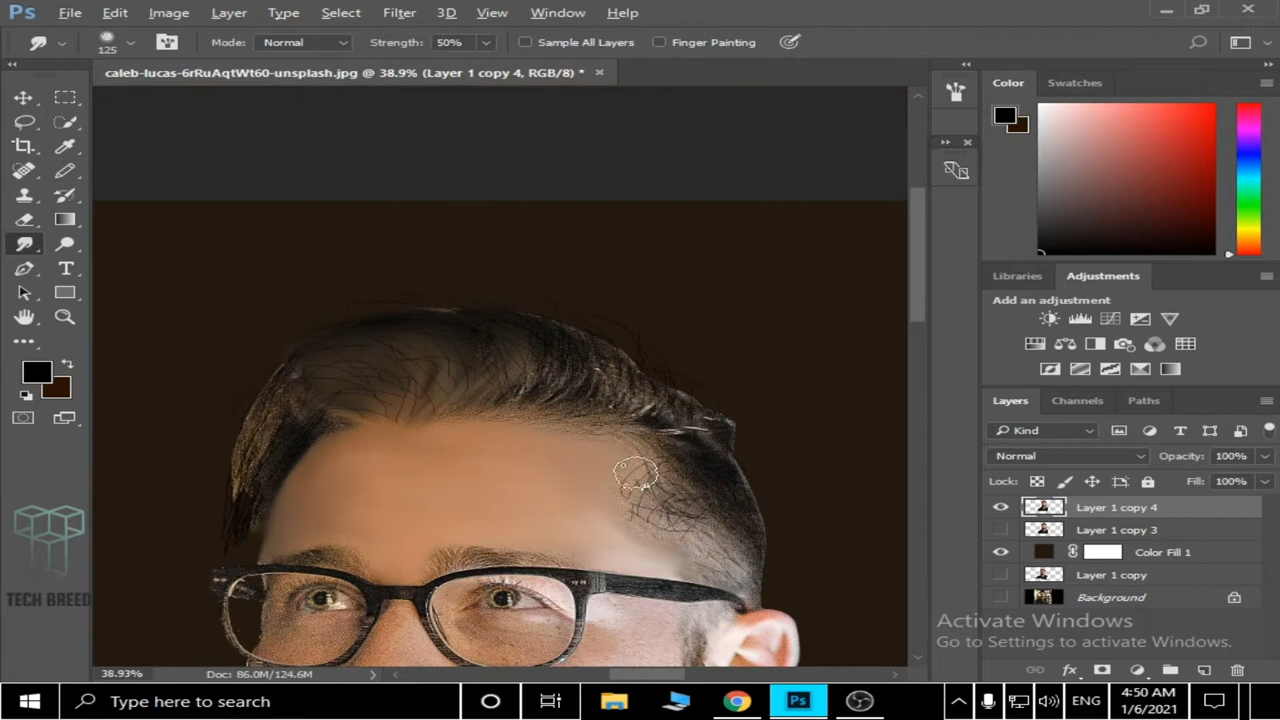 Ps File Edit Image Layer Type Select Filter 3D View Window Help
125 Mode: Normal Strength: 50% Sample All Layers Finger Painting
caleb-lucas-6rRuAqtWt60-unsplash.jpg @ 38.9% (Layer 1 copy 4, RGB/8) *
Color Swatches
Libraries Adjustments
Add an adjustment
Layers Channels Paths
Kind
Normal Opacity: 100%
Lock: Fill: 100%
Layer 1 copy 4
Layer 1 copy 3
Color Fill 1
Layer 1 copy
Background
TECH BREED
Activate Windows
Go to Settings to activate Windows.
38.93% Doc: 86.0M/124.6M
Type here to search
Ps
ENG
4:50 AM
1/6/2021